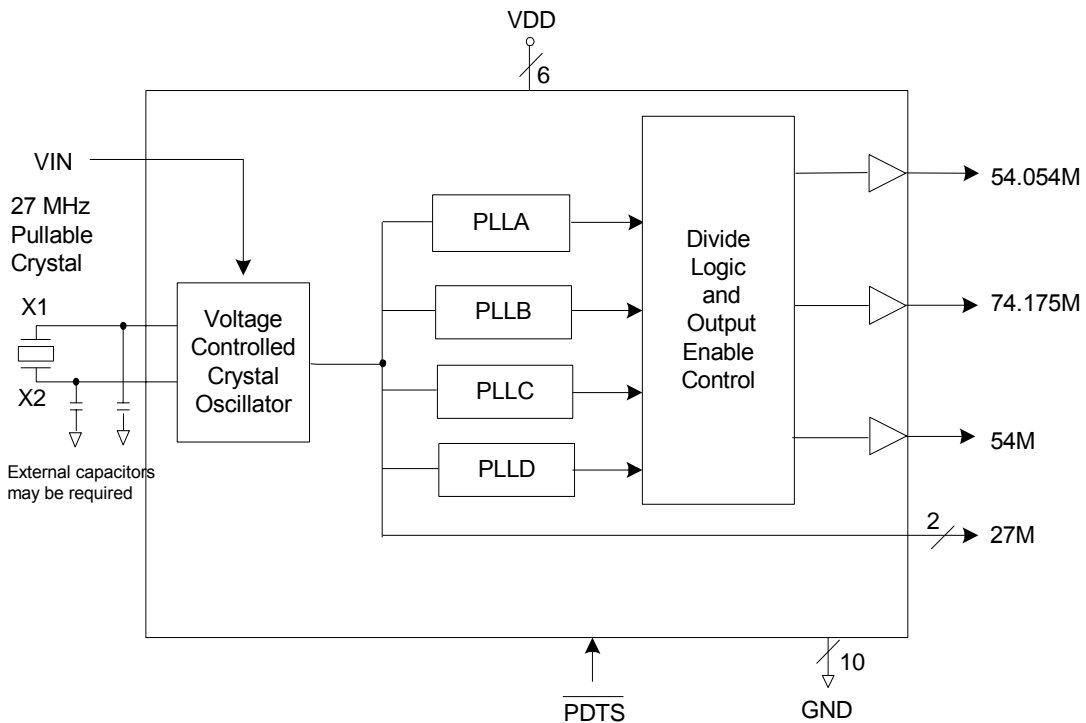 VDD
6
VIN
27 MHz
Pullable
Crystal
X1
X2
External capacitors
may be required
Voltage
Controlled
Crystal
Oscillator
PLLA
PLLB
PLLC
PLLD
Divide
Logic
and
Output
Enable
Control
54.054M
74.175M
54M
2
27M
PDTS
10
GND